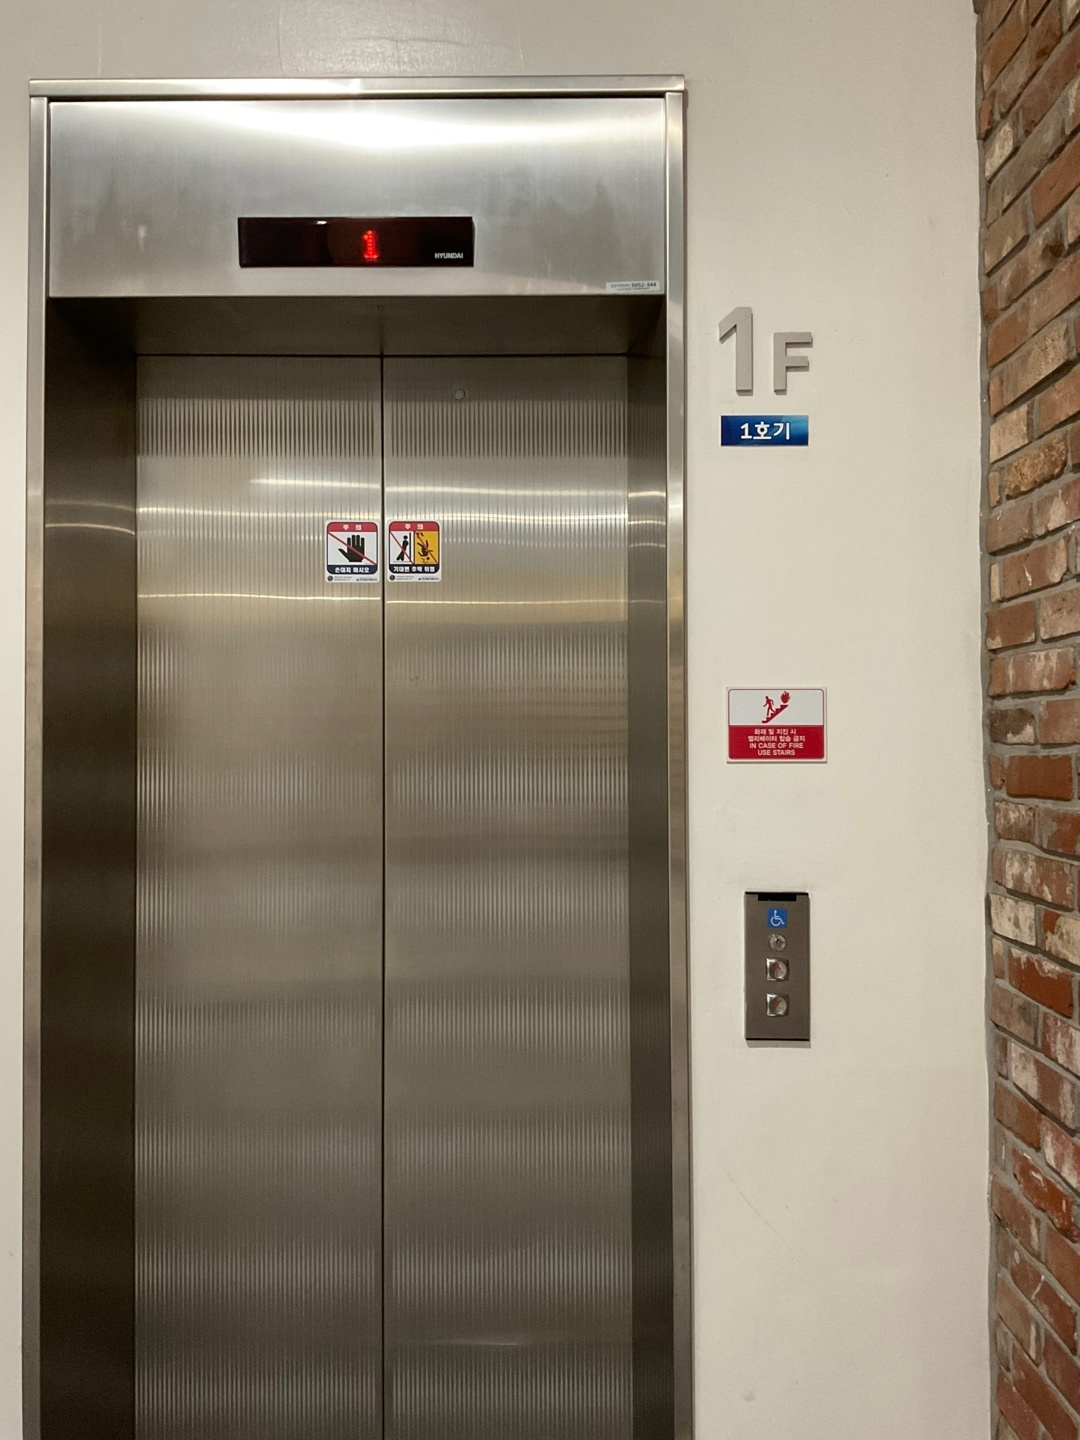 1
HYUNDAI
5052-344
1F
1호기
주 의
손대지 마시오
주 의
기대면 추락 위험
화재 및 지진 시
엘리베이터 탑승 금지
IN CASE OF FIRE
USE STAIRS